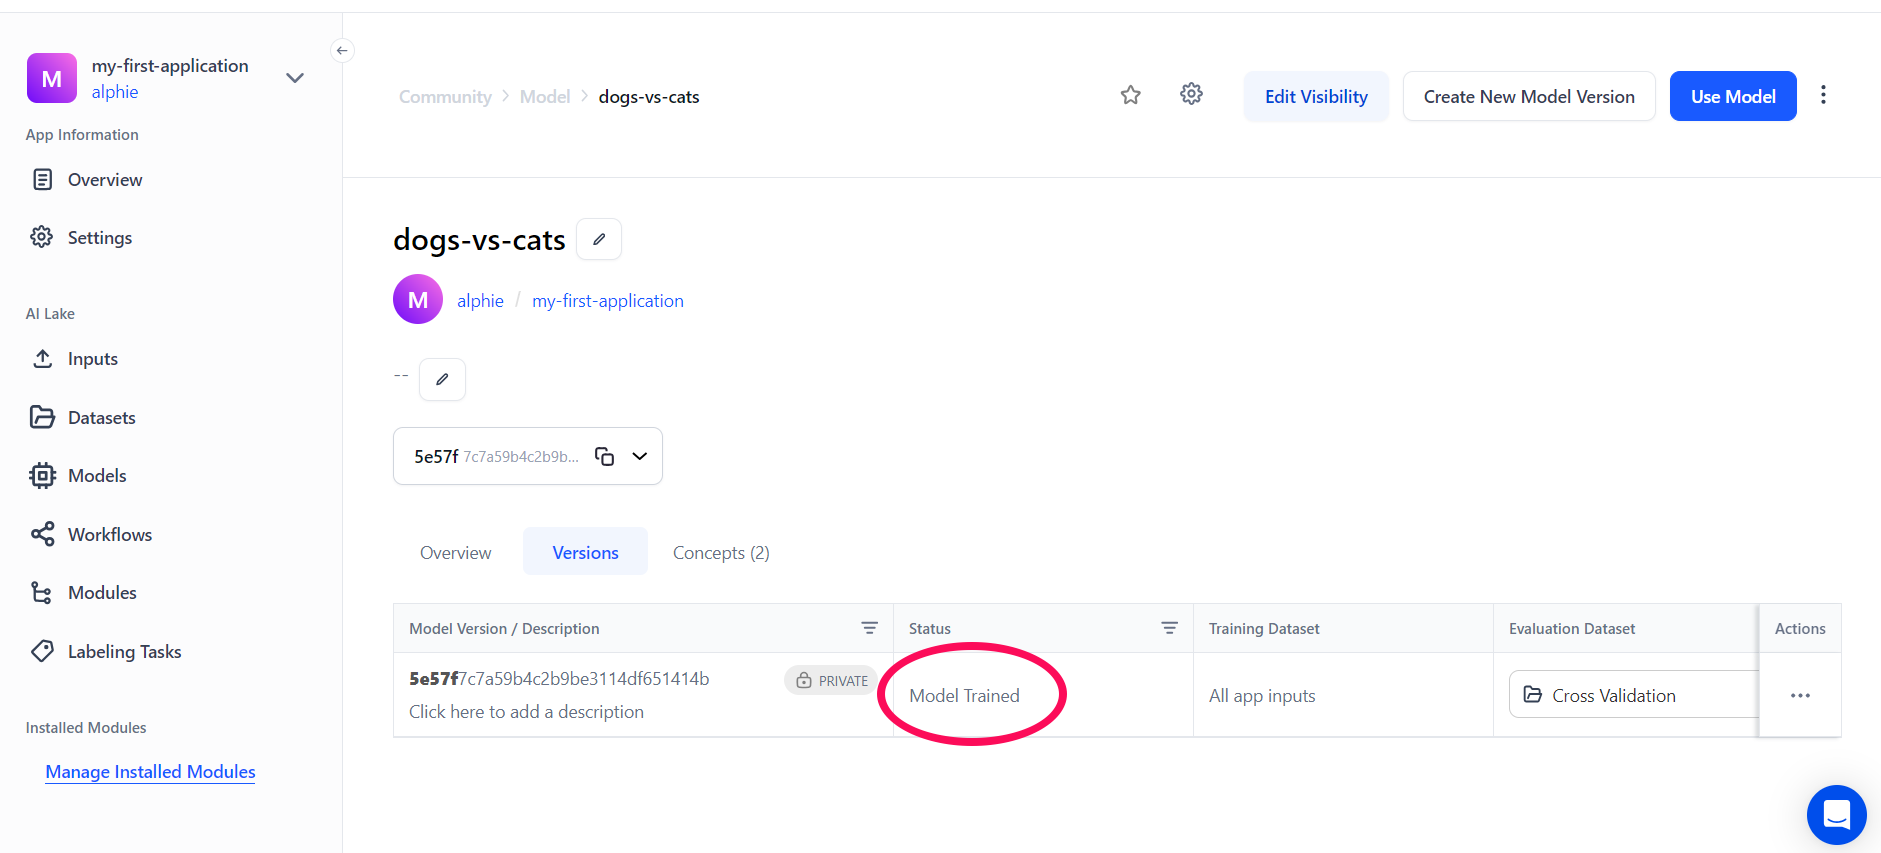 M
my-first-application
alphie
App Information
Overview
Settings
AI Lake
Inputs
Datasets
Models
Workflows
Modules
Labeling Tasks
Installed Modules
Manage Installed Modules
Community > Model > dogs-vs-cats
Edit Visibility
Create New Model Version
Use Model
dogs-vs-cats
M
alphie / my-first-application
--
5e57f 7c7a59b4c2b9b...
Overview
Versions
Concepts (2)
Model Version / Description
Status
Training Dataset
Evaluation Dataset
Actions
5e57f7c7a59b4c2b9be3114df651414b
PRIVATE
Click here to add a description
Model Trained
All app inputs
Cross Validation